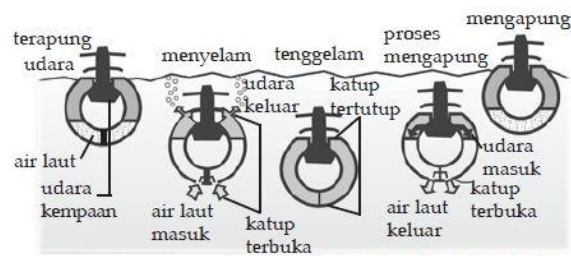 terapung
udara
menyelam
tenggelam
proses
mengapung
mengapung
udara
keluar
katup
tertutup
air laut
udara
kempaan
air laut
masuk
katup
terbuka
air laut
keluar
udara
masuk
katup
terbuka